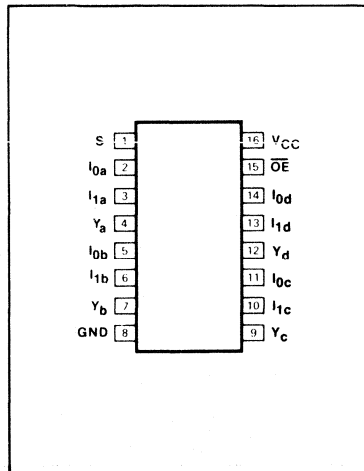 S 1 16 VCC
I0a 2 15 OE
I1a 3 14 I0d
Ya 4 13 I1d
I0b 5 12 Yd
I1b 6 11 I0c
Yb 7 10 I1c
GND 8 9 Yc